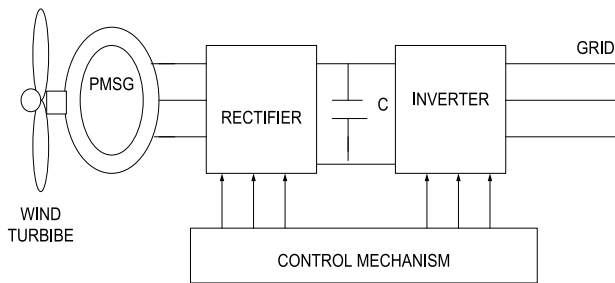 GRID
PMSG
RECTIFIER
C
INVERTER
WIND
TURBIBE
CONTROL MECHANISM